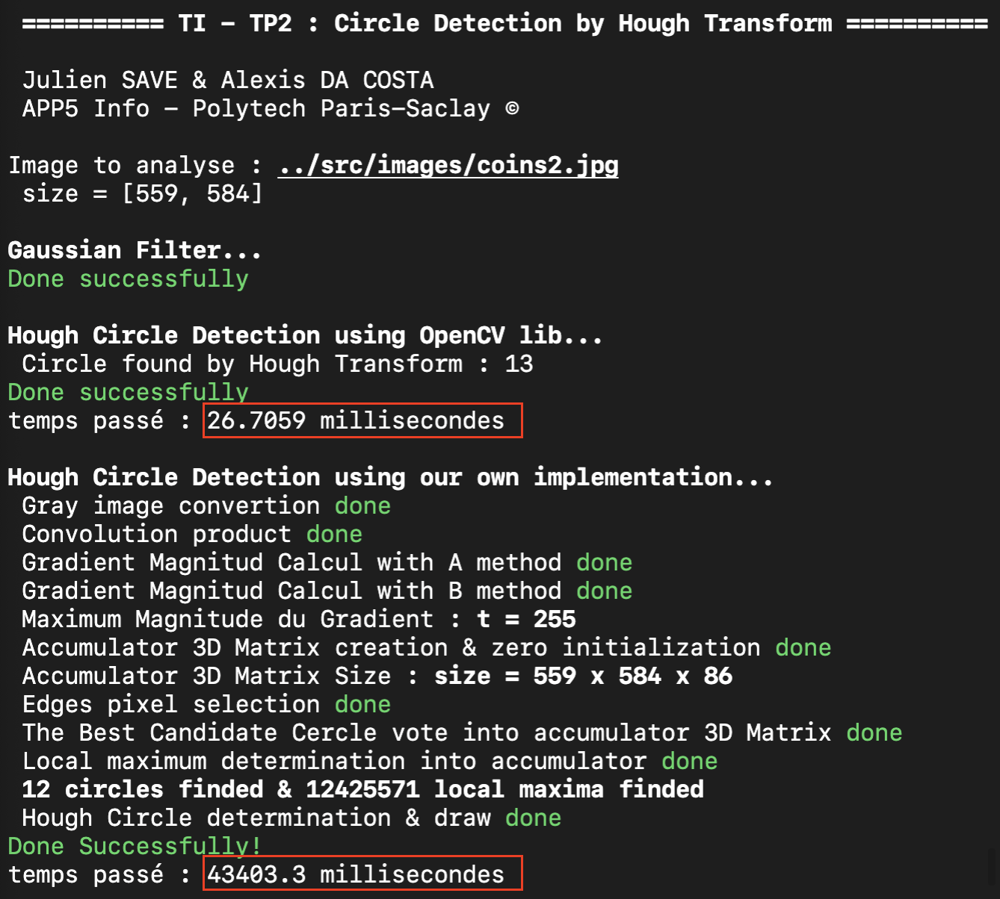 ========== TI - TP2 : Circle Detection by Hough Transform ==========
Julien SAVE & Alexis DA COSTA
APP5 Info - Polytech Paris-Saclay ©
Image to analyse : ../src/images/coins2.jpg
size = [559, 584]
Gaussian Filter...
Done successfully
Hough Circle Detection using OpenCV lib...
Circle found by Hough Transform : 13
Done successfully
temps passé : 26.7059 millisecondes
Hough Circle Detection using our own implementation...
Gray image convertion done
Convolution product done
Gradient Magnitud Calcul with A method done
Gradient Magnitud Calcul with B method done
Maximum Magnitude du Gradient : t = 255
Accumulator 3D Matrix creation & zero initialization done
Accumulator 3D Matrix Size : size = 559 x 584 x 86
Edges pixel selection done
The Best Candidate Cercle vote into accumulator 3D Matrix done
Local maximum determination into accumulator done
12 circles finded & 12425571 local maxima finded
Hough Circle determination & draw done
Done Successfully!
temps passé : 43403.3 millisecondes